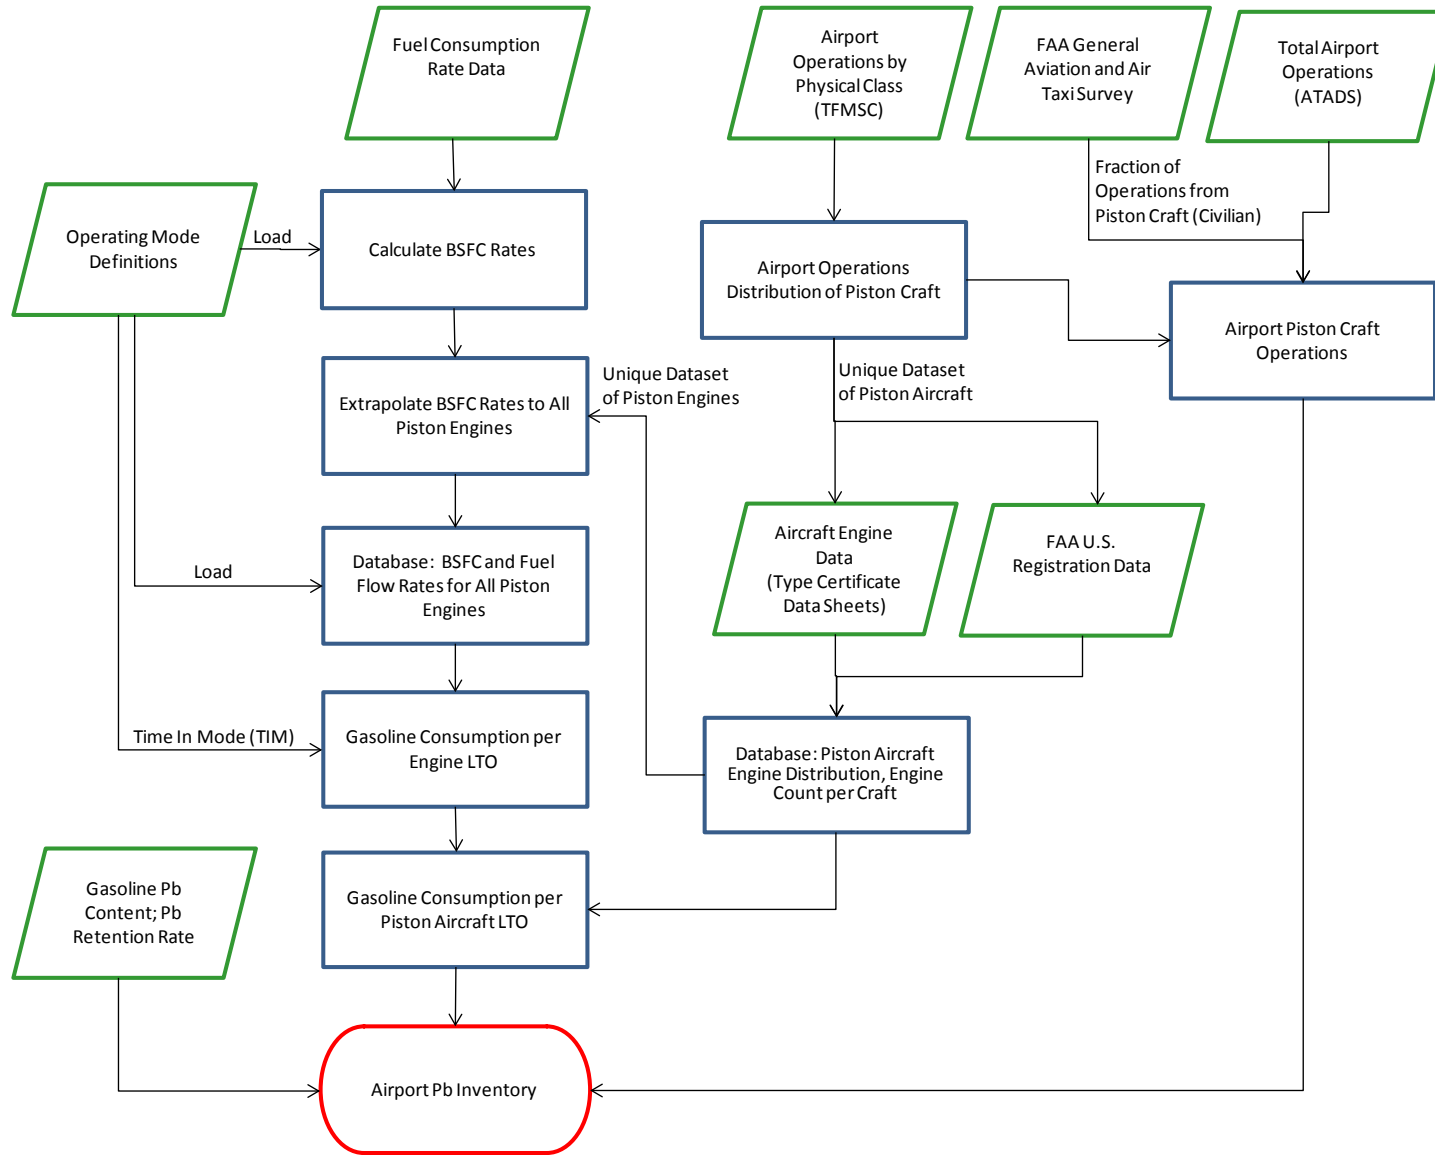 Fuel Consumption
Rate Data
Airport
Operations by
Physical Class
(TFMSC)
FAA General
Aviation and Air
Taxi Survey
Total Airport
Operations
(ATADS)
Fraction of
Operations from
Piston Craft (Civilian)
Operating Mode
Definitions
Load
Calculate BSFC Rates
Airport Operations
Distribution of Piston Craft
Airport Piston Craft
Operations
Unique Dataset
of Piston Engines
Unique Dataset
of Piston Aircraft
Extrapolate BSFC Rates to All
Piston Engines
Load
Database: BSFC and Fuel
Flow Rates for All Piston
Engines
Aircraft Engine
Data
(Type Certificate
Data Sheets)
FAA U.S.
Registration Data
Time In Mode (TIM)
Gasoline Consumption per
Engine LTO
Database: Piston Aircraft
Engine Distribution, Engine
Count per Craft
Gasoline Pb
Content; Pb
Retention Rate
Gasoline Consumption per
Piston Aircraft LTO
Airport Pb Inventory